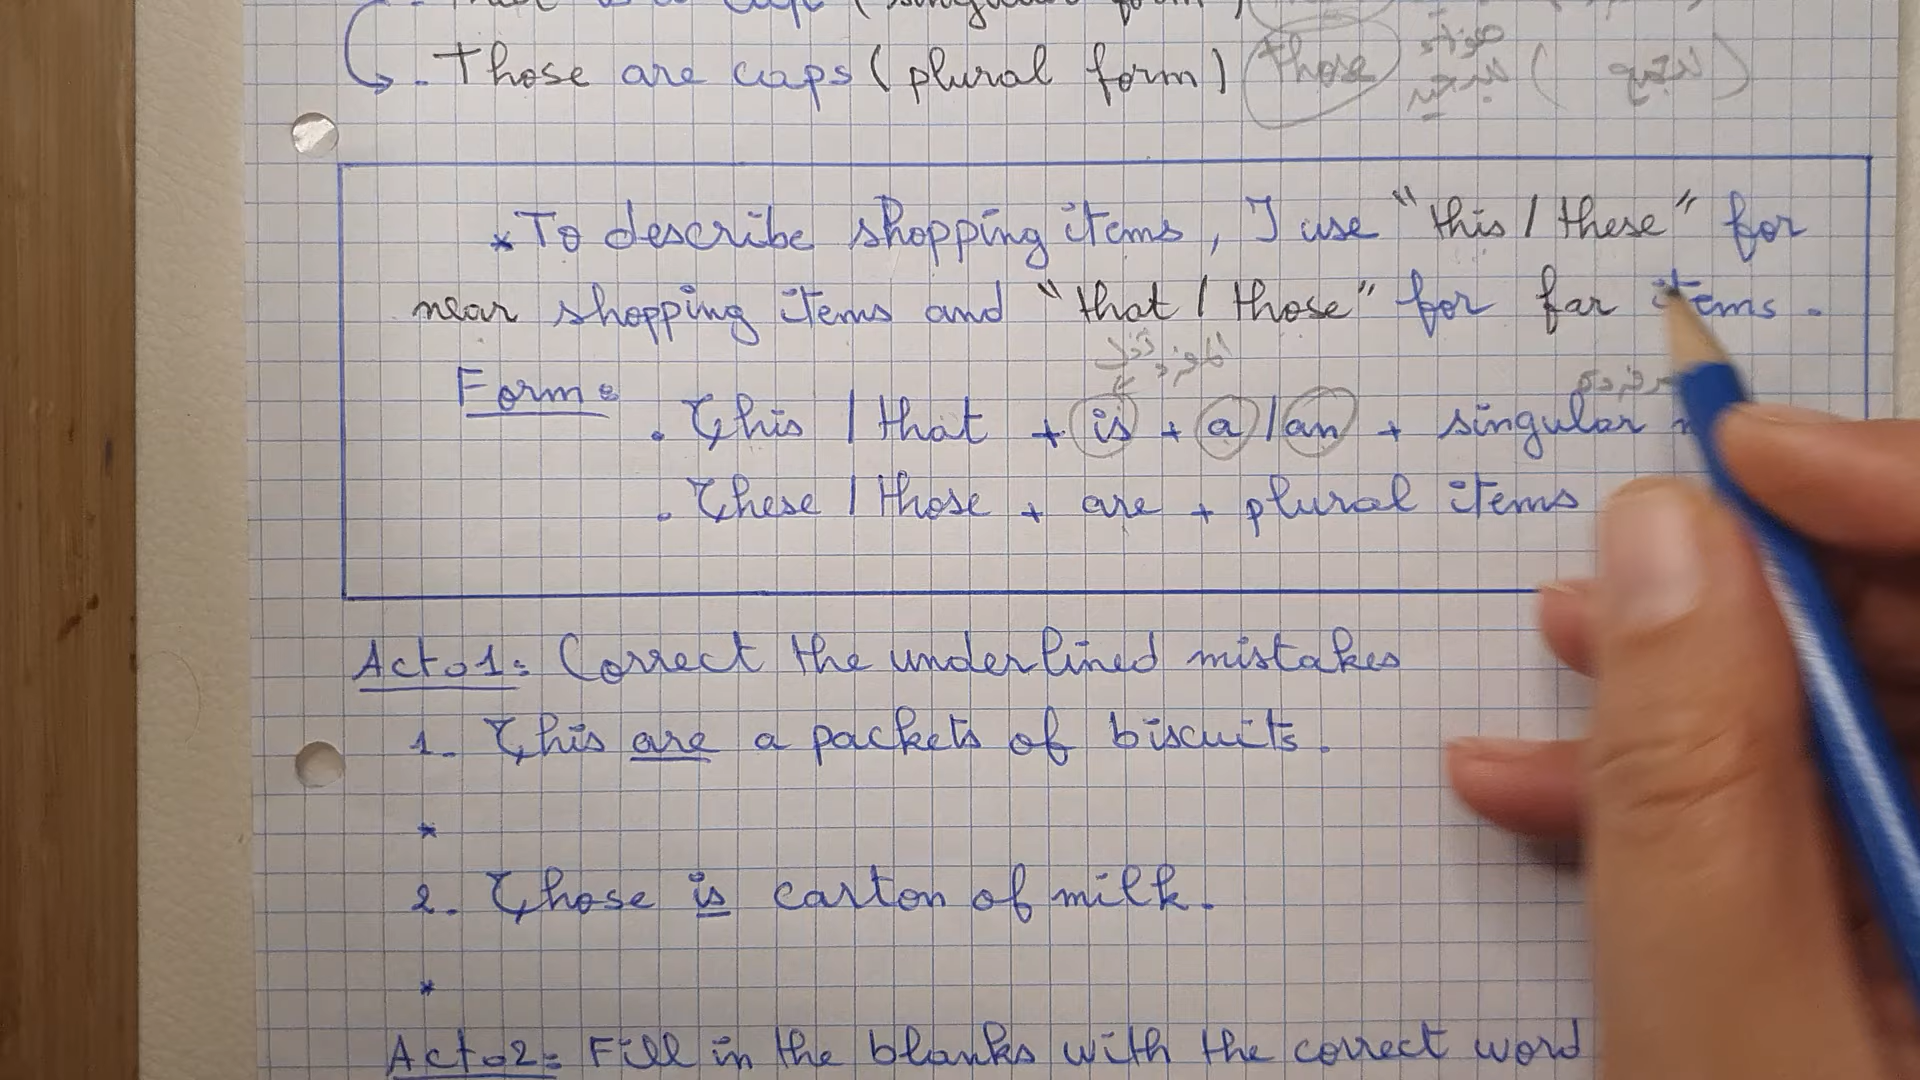 (singular form)
. Those are caps (plural form) those
* To describe shopping items, I use "this / these" for
near shopping items and "that / those" for far items.
Form:
. This / that + is + a / an + singular
. These / those + are + plural items
Act 1: Correct the underlined mistakes
1. This are a packets of biscuits.
*
2. Those is carton of milk.
*
Act 2: Fill in the blanks with the correct word